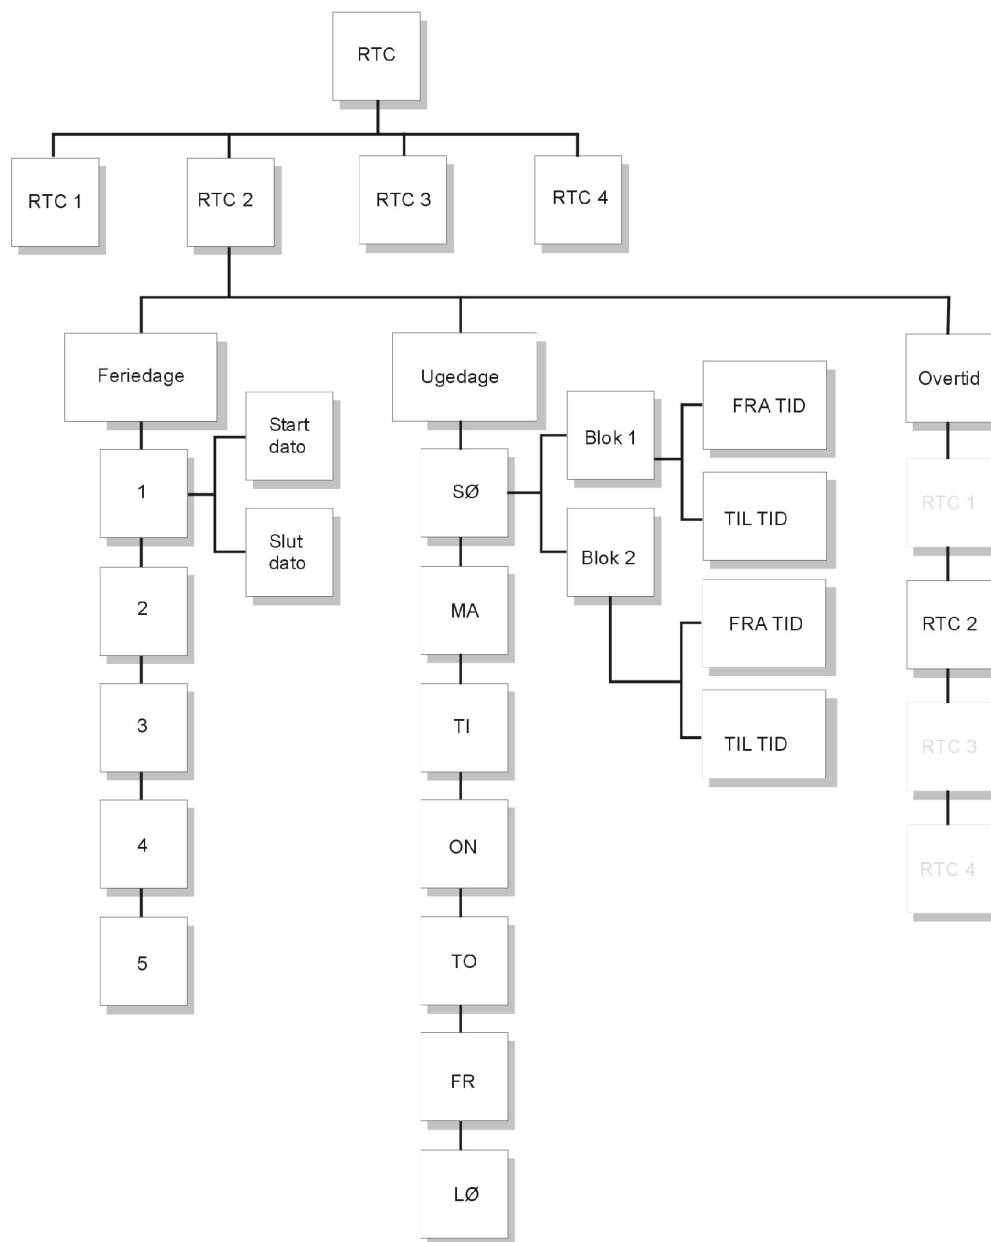 RTC
RTC 1
RTC 2
RTC 3
RTC 4
Feriedage
Ugedage
Overtid
1
Start
dato
Slut
dato
2
3
4
5
SØ
Blok 1
FRA TID
TIL TID
Blok 2
FRA TID
TIL TID
MA
TI
ON
TO
FR
LØ
RTC 1
RTC 2
RTC 3
RTC 4